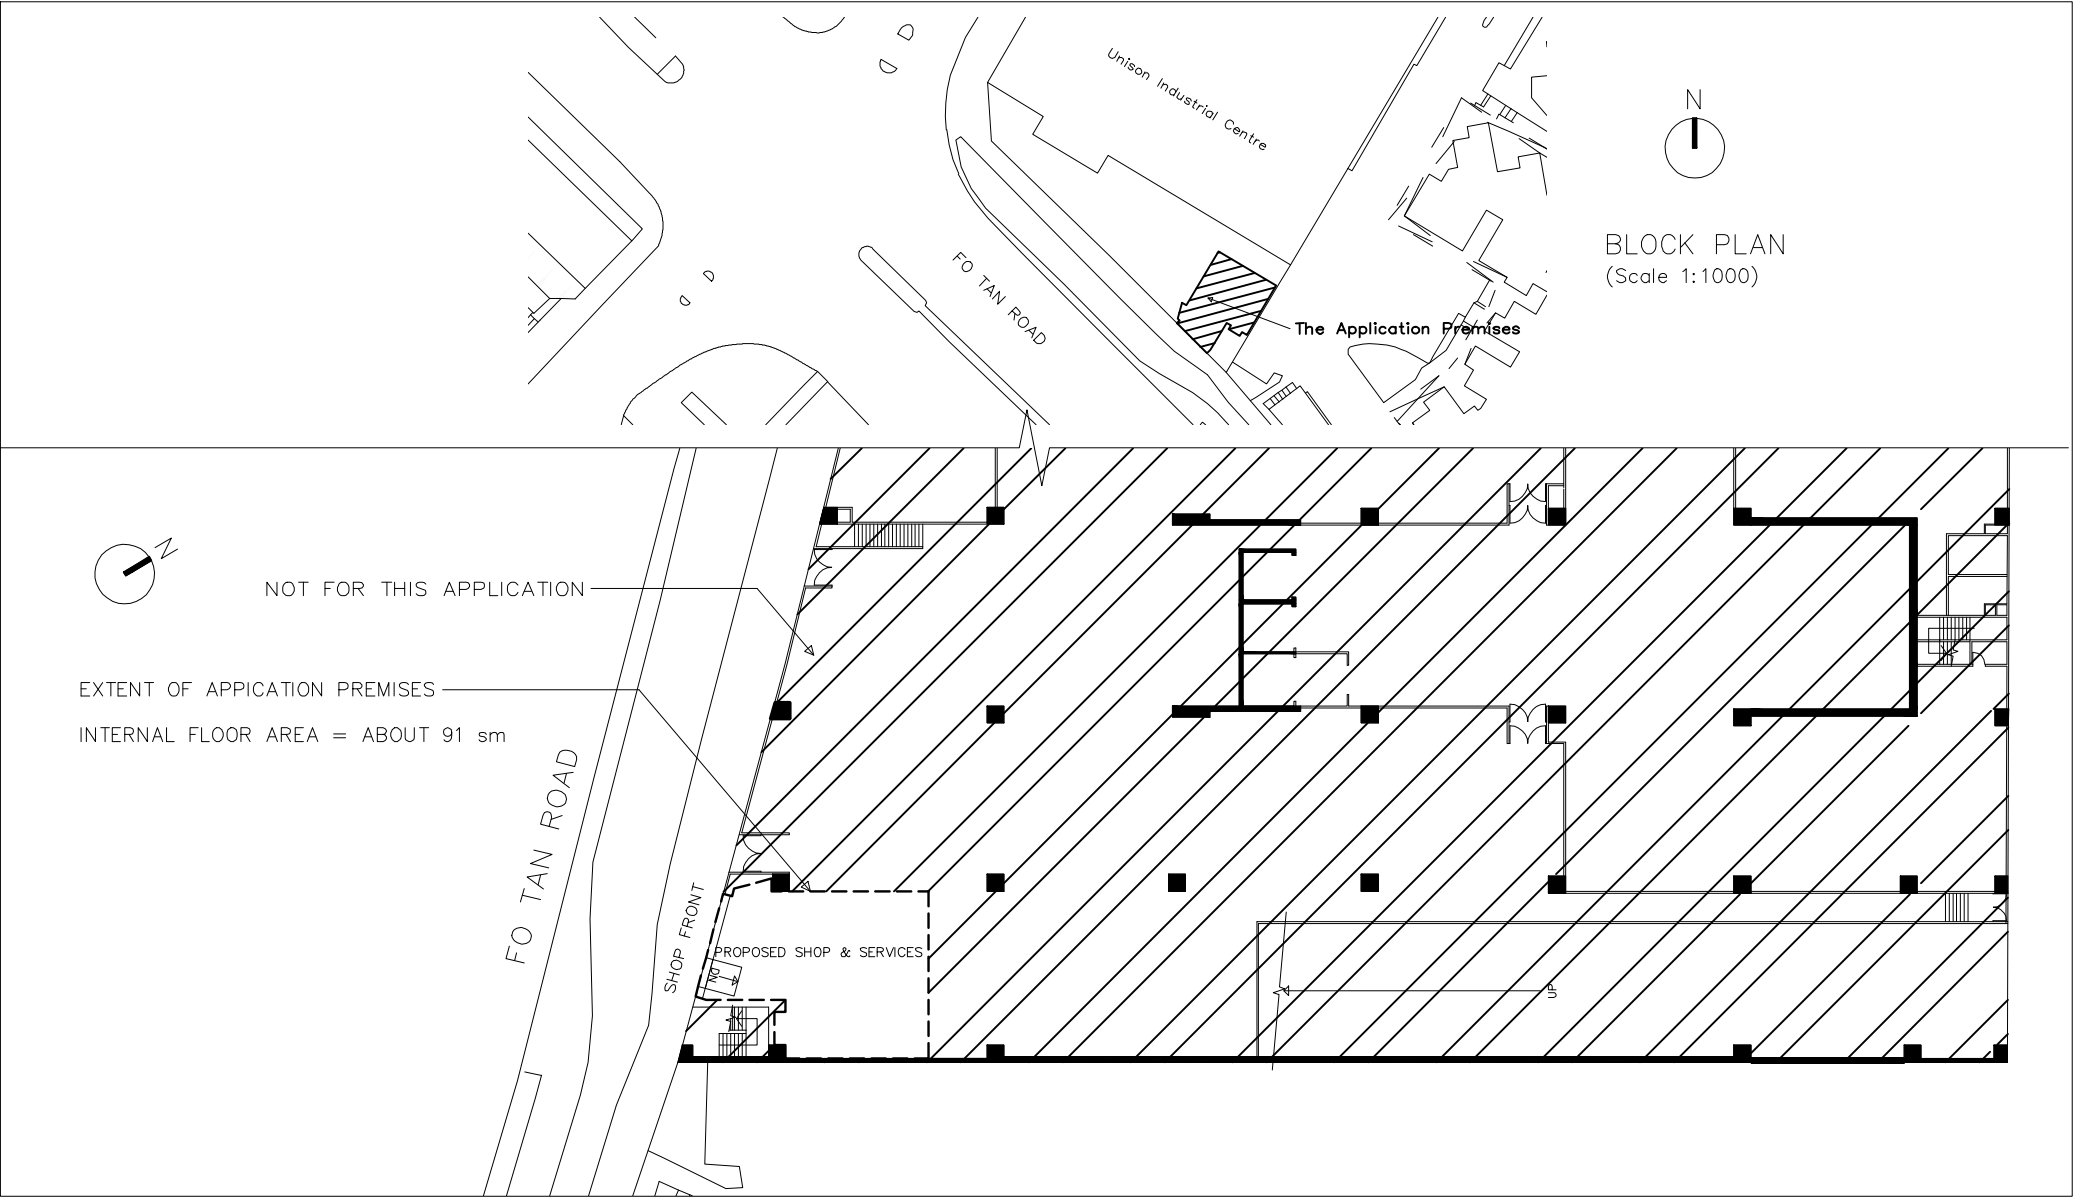 Unison Industrial Centre
N
BLOCK PLAN
(Scale 1:1000)
FO TAN ROAD
The Application Premises
N
NOT FOR THIS APPLICATION
EXTENT OF APPICATION PREMISES
INTERNAL FLOOR AREA = ABOUT 91 sm
FO TAN ROAD
SHOP FRONT
PROPOSED SHOP & SERVICES
DN
UP